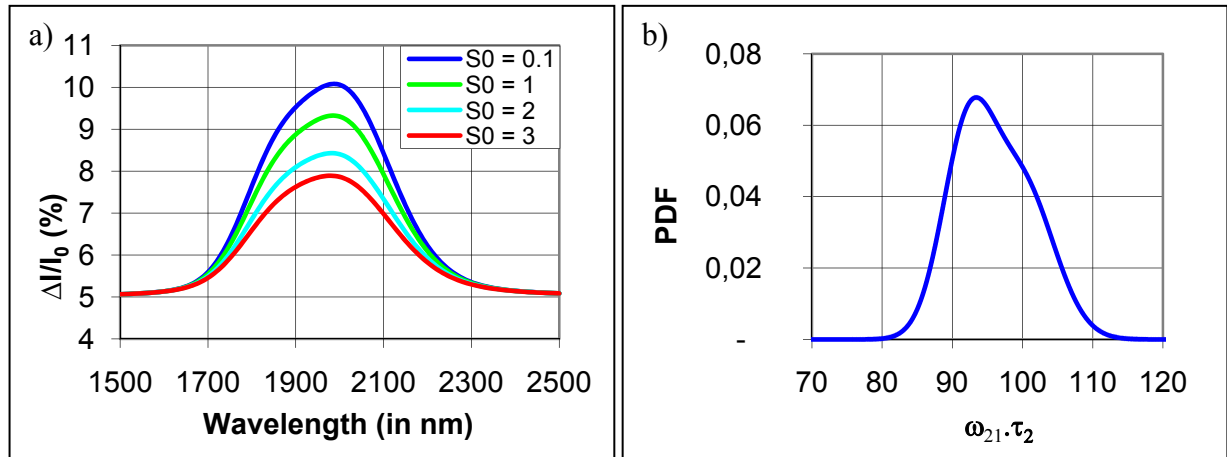 a)
ΔI/I0 (%)
11
10
9
8
7
6
5
4
S0 = 0.1
S0 = 1
S0 = 2
S0 = 3
1500 1700 1900 2100 2300 2500
Wavelength (in nm)
b)
PDF
0,08
0,06
0,04
0,02
-
70 80 90 100 110 120
ω21.τ2